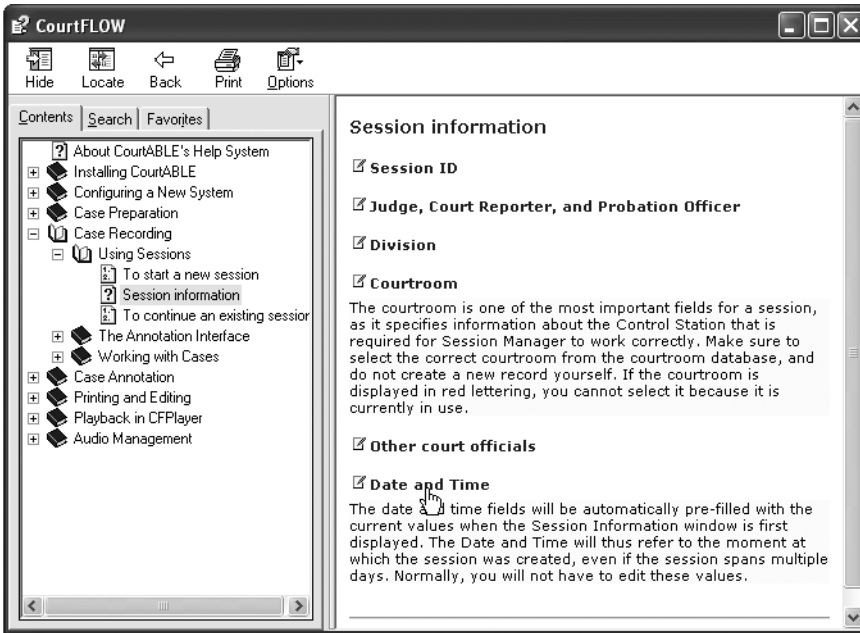 CourtFLOW
Hide Locate Back Print Options
Contents Search Favorites
About CourtABLE's Help System
Installing CourtABLE
Configuring a New System
Case Preparation
Case Recording
Using Sessions
To start a new session
Session information
To continue an existing session
The Annotation Interface
Working with Cases
Case Annotation
Printing and Editing
Playback in CFPlayer
Audio Management
Session information
Session ID
Judge, Court Reporter, and Probation Officer
Division
Courtroom
The courtroom is one of the most important fields for a session,
as it specifies information about the Control Station that is
required for Session Manager to work correctly. Make sure to
select the correct courtroom from the courtroom database, and
do not create a new record yourself. If the courtroom is
displayed in red lettering, you cannot select it because it is
currently in use.
Other court officials
Date and Time
The date and time fields will be automatically pre-filled with the
current values when the Session Information window is first
displayed. The Date and Time will thus refer to the moment at
which the session was created, even if the session spans multiple
days. Normally, you will not have to edit these values.